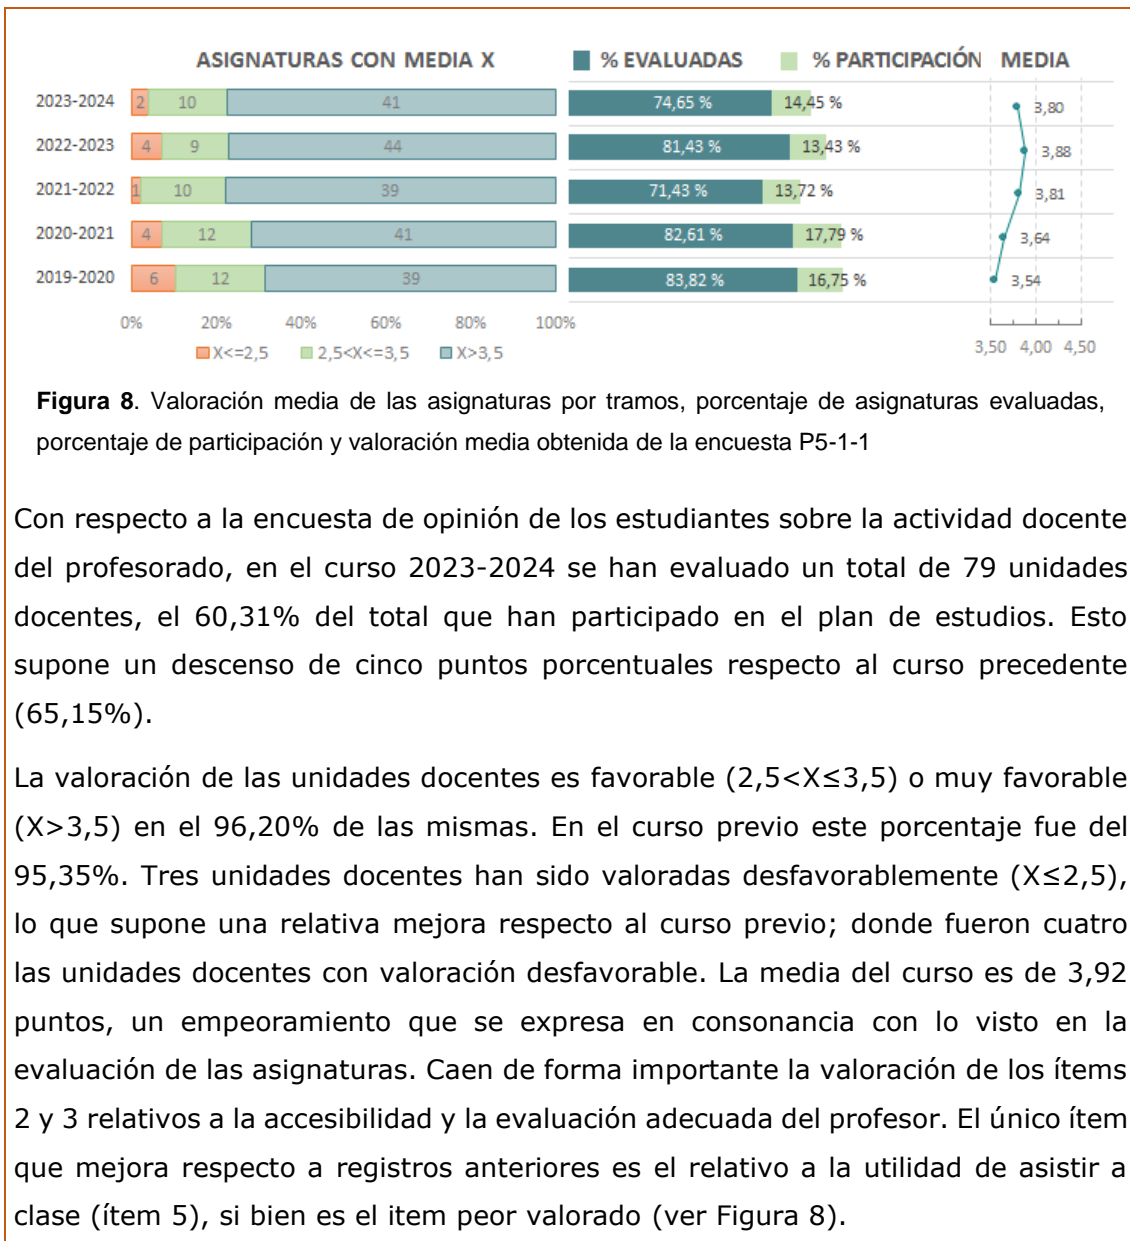 ASIGNATURAS CON MEDIA X % EVALUADAS % PARTICIPACIÓN MEDIA
2023-2024 2 10 41 74,65 % 14,45 % 3,80
2022-2023 4 9 44 81,43 % 13,43 % 3,88
2021-2022 1 10 39 71,43 % 13,72 % 3,81
2020-2021 4 12 41 82,61 % 17,79 % 3,64
2019-2020 6 12 39 83,82 % 16,75 % 3,54
0% 20% 40% 60% 80% 100%
X<=2,5 2,5<X<=3,5 X>3,5
3,50 4,00 4,50
Figura 8. Valoración media de las asignaturas por tramos, porcentaje de asignaturas evaluadas,
porcentaje de participación y valoración media obtenida de la encuesta P5-1-1
Con respecto a la encuesta de opinión de los estudiantes sobre la actividad docente
del profesorado, en el curso 2023-2024 se han evaluado un total de 79 unidades
docentes, el 60,31% del total que han participado en el plan de estudios. Esto
supone un descenso de cinco puntos porcentuales respecto al curso precedente
(65,15%).
La valoración de las unidades docentes es favorable (2,5<X≤3,5) o muy favorable
(X>3,5) en el 96,20% de las mismas. En el curso previo este porcentaje fue del
95,35%. Tres unidades docentes han sido valoradas desfavorablemente (X≤2,5),
lo que supone una relativa mejora respecto al curso previo; donde fueron cuatro
las unidades docentes con valoración desfavorable. La media del curso es de 3,92
puntos, un empeoramiento que se expresa en consonancia con lo visto en la
evaluación de las asignaturas. Caen de forma importante la valoración de los ítems
2 y 3 relativos a la accesibilidad y la evaluación adecuada del profesor. El único ítem
que mejora respecto a registros anteriores es el relativo a la utilidad de asistir a
clase (ítem 5), si bien es el item peor valorado (ver Figura 8).